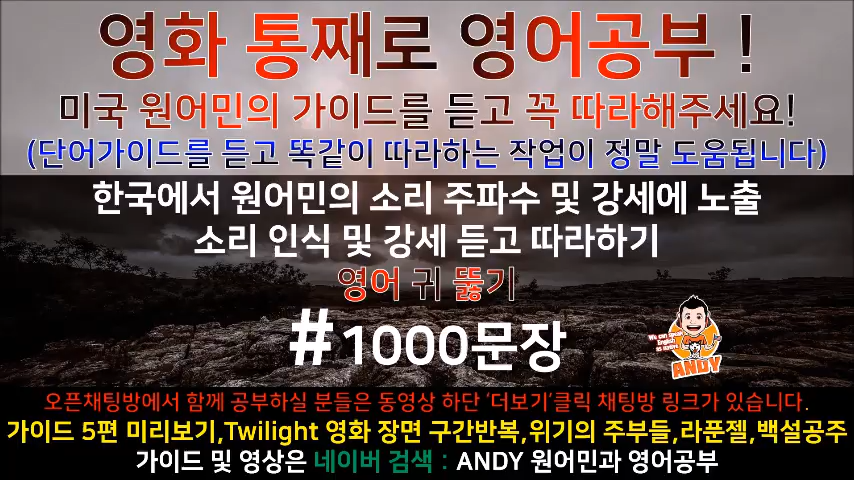 영화 통째로 영어공부 !
미국 원어민의 가이드를 듣고 꼭 따라해주세요!
(단어가이드를 듣고 똑같이 따라하는 작업이 정말 도움됩니다)
한국에서 원어민의 소리 주파수 및 강세에 노출
소리 인식 및 강세 듣고 따라하기
영어 귀 뚫기
#1000문장
We can speak
English
as native
ANDY
오픈채팅방에서 함께 공부하실 분들은 동영상 하단 '더보기'클릭 채팅방 링크가 있습니다.
가이드 5편 미리보기,Twilight 영화 장면 구간반복,위기의 주부들,라푼젤,백설공주
가이드 및 영상은 네이버 검색 : ANDY 원어민과 영어공부